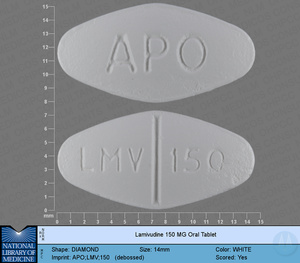 APO
LMV 150
Lamivudine 150 MG Oral Tablet
Shape: DIAMOND Size: 14mm Color: WHITE
Imprint: APO;LMV;150 (debossed) Scored: Yes
NATIONAL
LIBRARY OF
MEDICINE